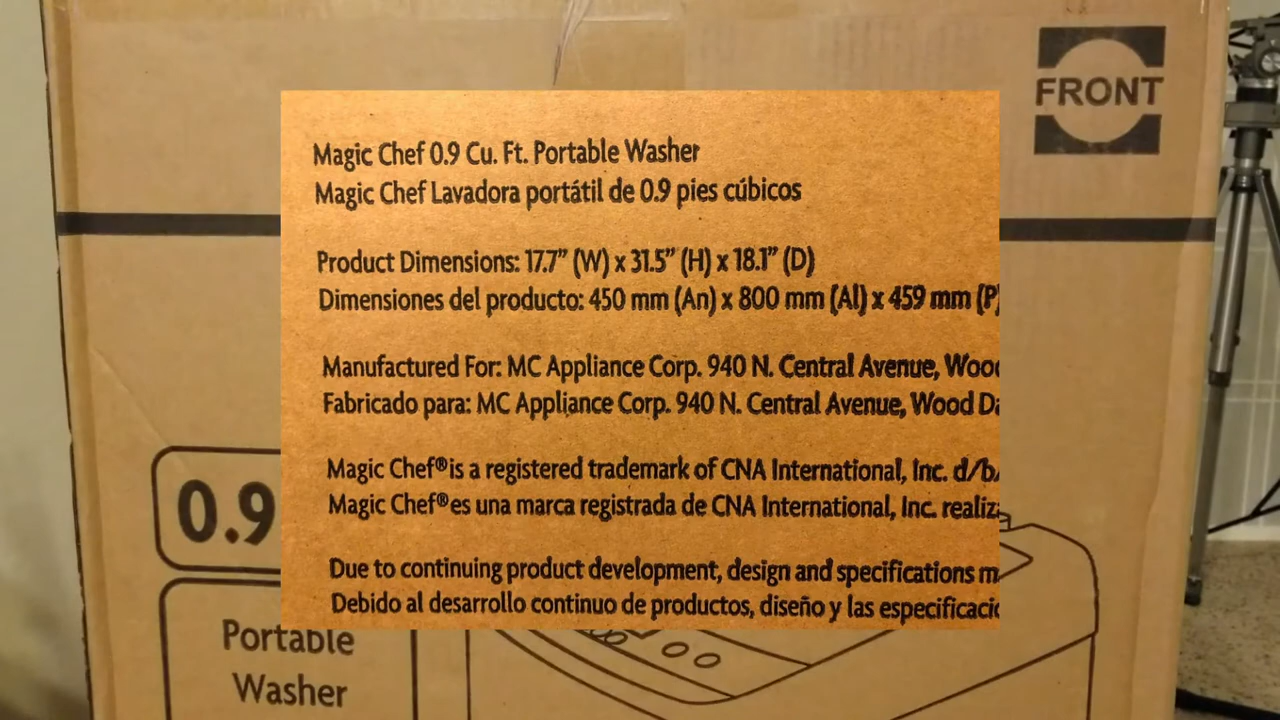 FRONT
Magic Chef 0.9 Cu. Ft. Portable Washer
Magic Chef Lavadora portátil de 0.9 pies cúbicos
Product Dimensions: 17.7” (W) x 31.5” (H) x 18.1” (D)
Dimensiones del producto: 450 mm (An) x 800 mm (Al) x 459 mm (P)
Manufactured For: MC Appliance Corp. 940 N. Central Avenue, Wood
Fabricado para: MC Appliance Corp. 940 N. Central Avenue, Wood Da
Magic Chef® is a registered trademark of CNA International, Inc. d/b/
Magic Chef® es una marca registrada de CNA International, Inc. realiz
Due to continuing product development, design and specifications m
Debido al desarrollo continuo de productos, diseño y las especificacio
0.9
Portable
Washer